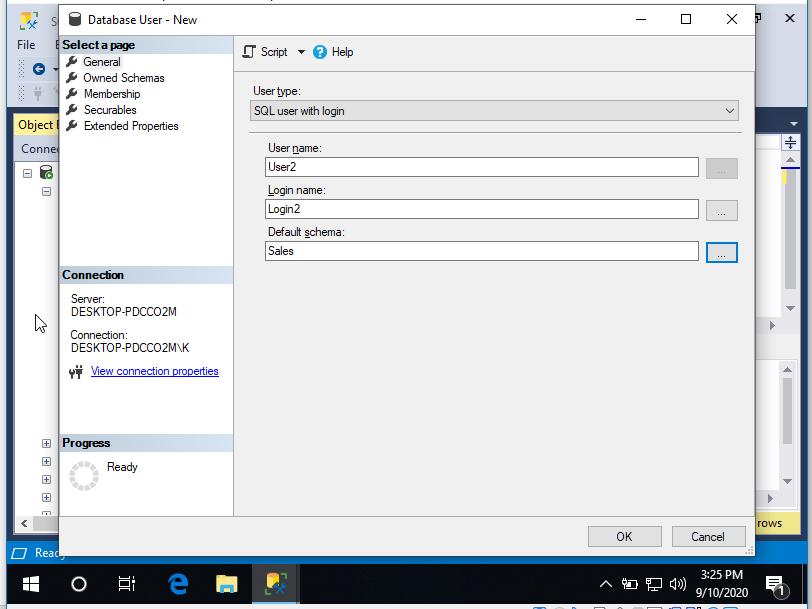 Database User - New
File
Select a page
General
Owned Schemas
Membership
Securables
Extended Properties
Script
Help
User type:
SQL user with login
User name:
User2
...
Login name:
Login2
...
Default schema:
Sales
...
Object
Conne
Connection
Server:
DESKTOP-PDCCO2M
Connection:
DESKTOP-PDCCO2M\K
View connection properties
Progress
Ready
OK
Cancel
rows
Ready
3:25 PM
9/10/2020
1